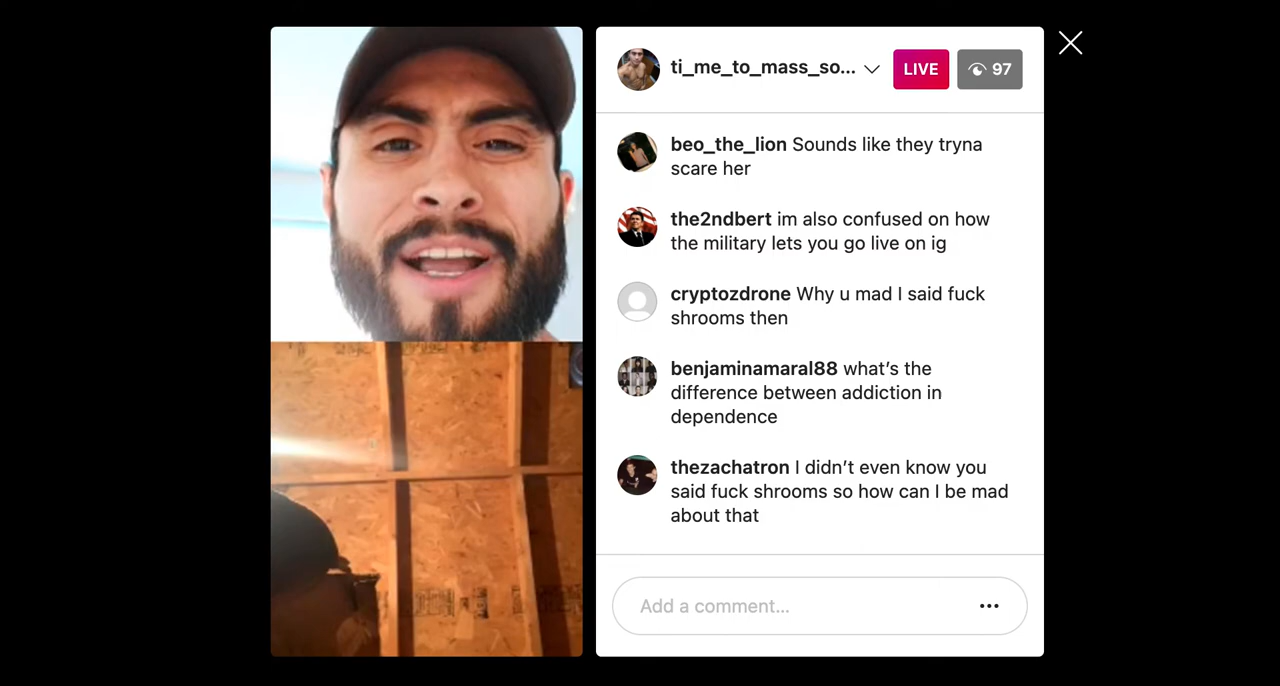 ti_me_to_mass_so...
LIVE
97
beo_the_lion Sounds like they tryna
scare her
the2ndbert im also confused on how
the military lets you go live on ig
cryptozdrone Why u mad I said fuck
shrooms then
benjaminamaral88 what’s the
difference between addiction in
dependence
thezachatron I didn’t even know you
said fuck shrooms so how can I be mad
about that
Add a comment...